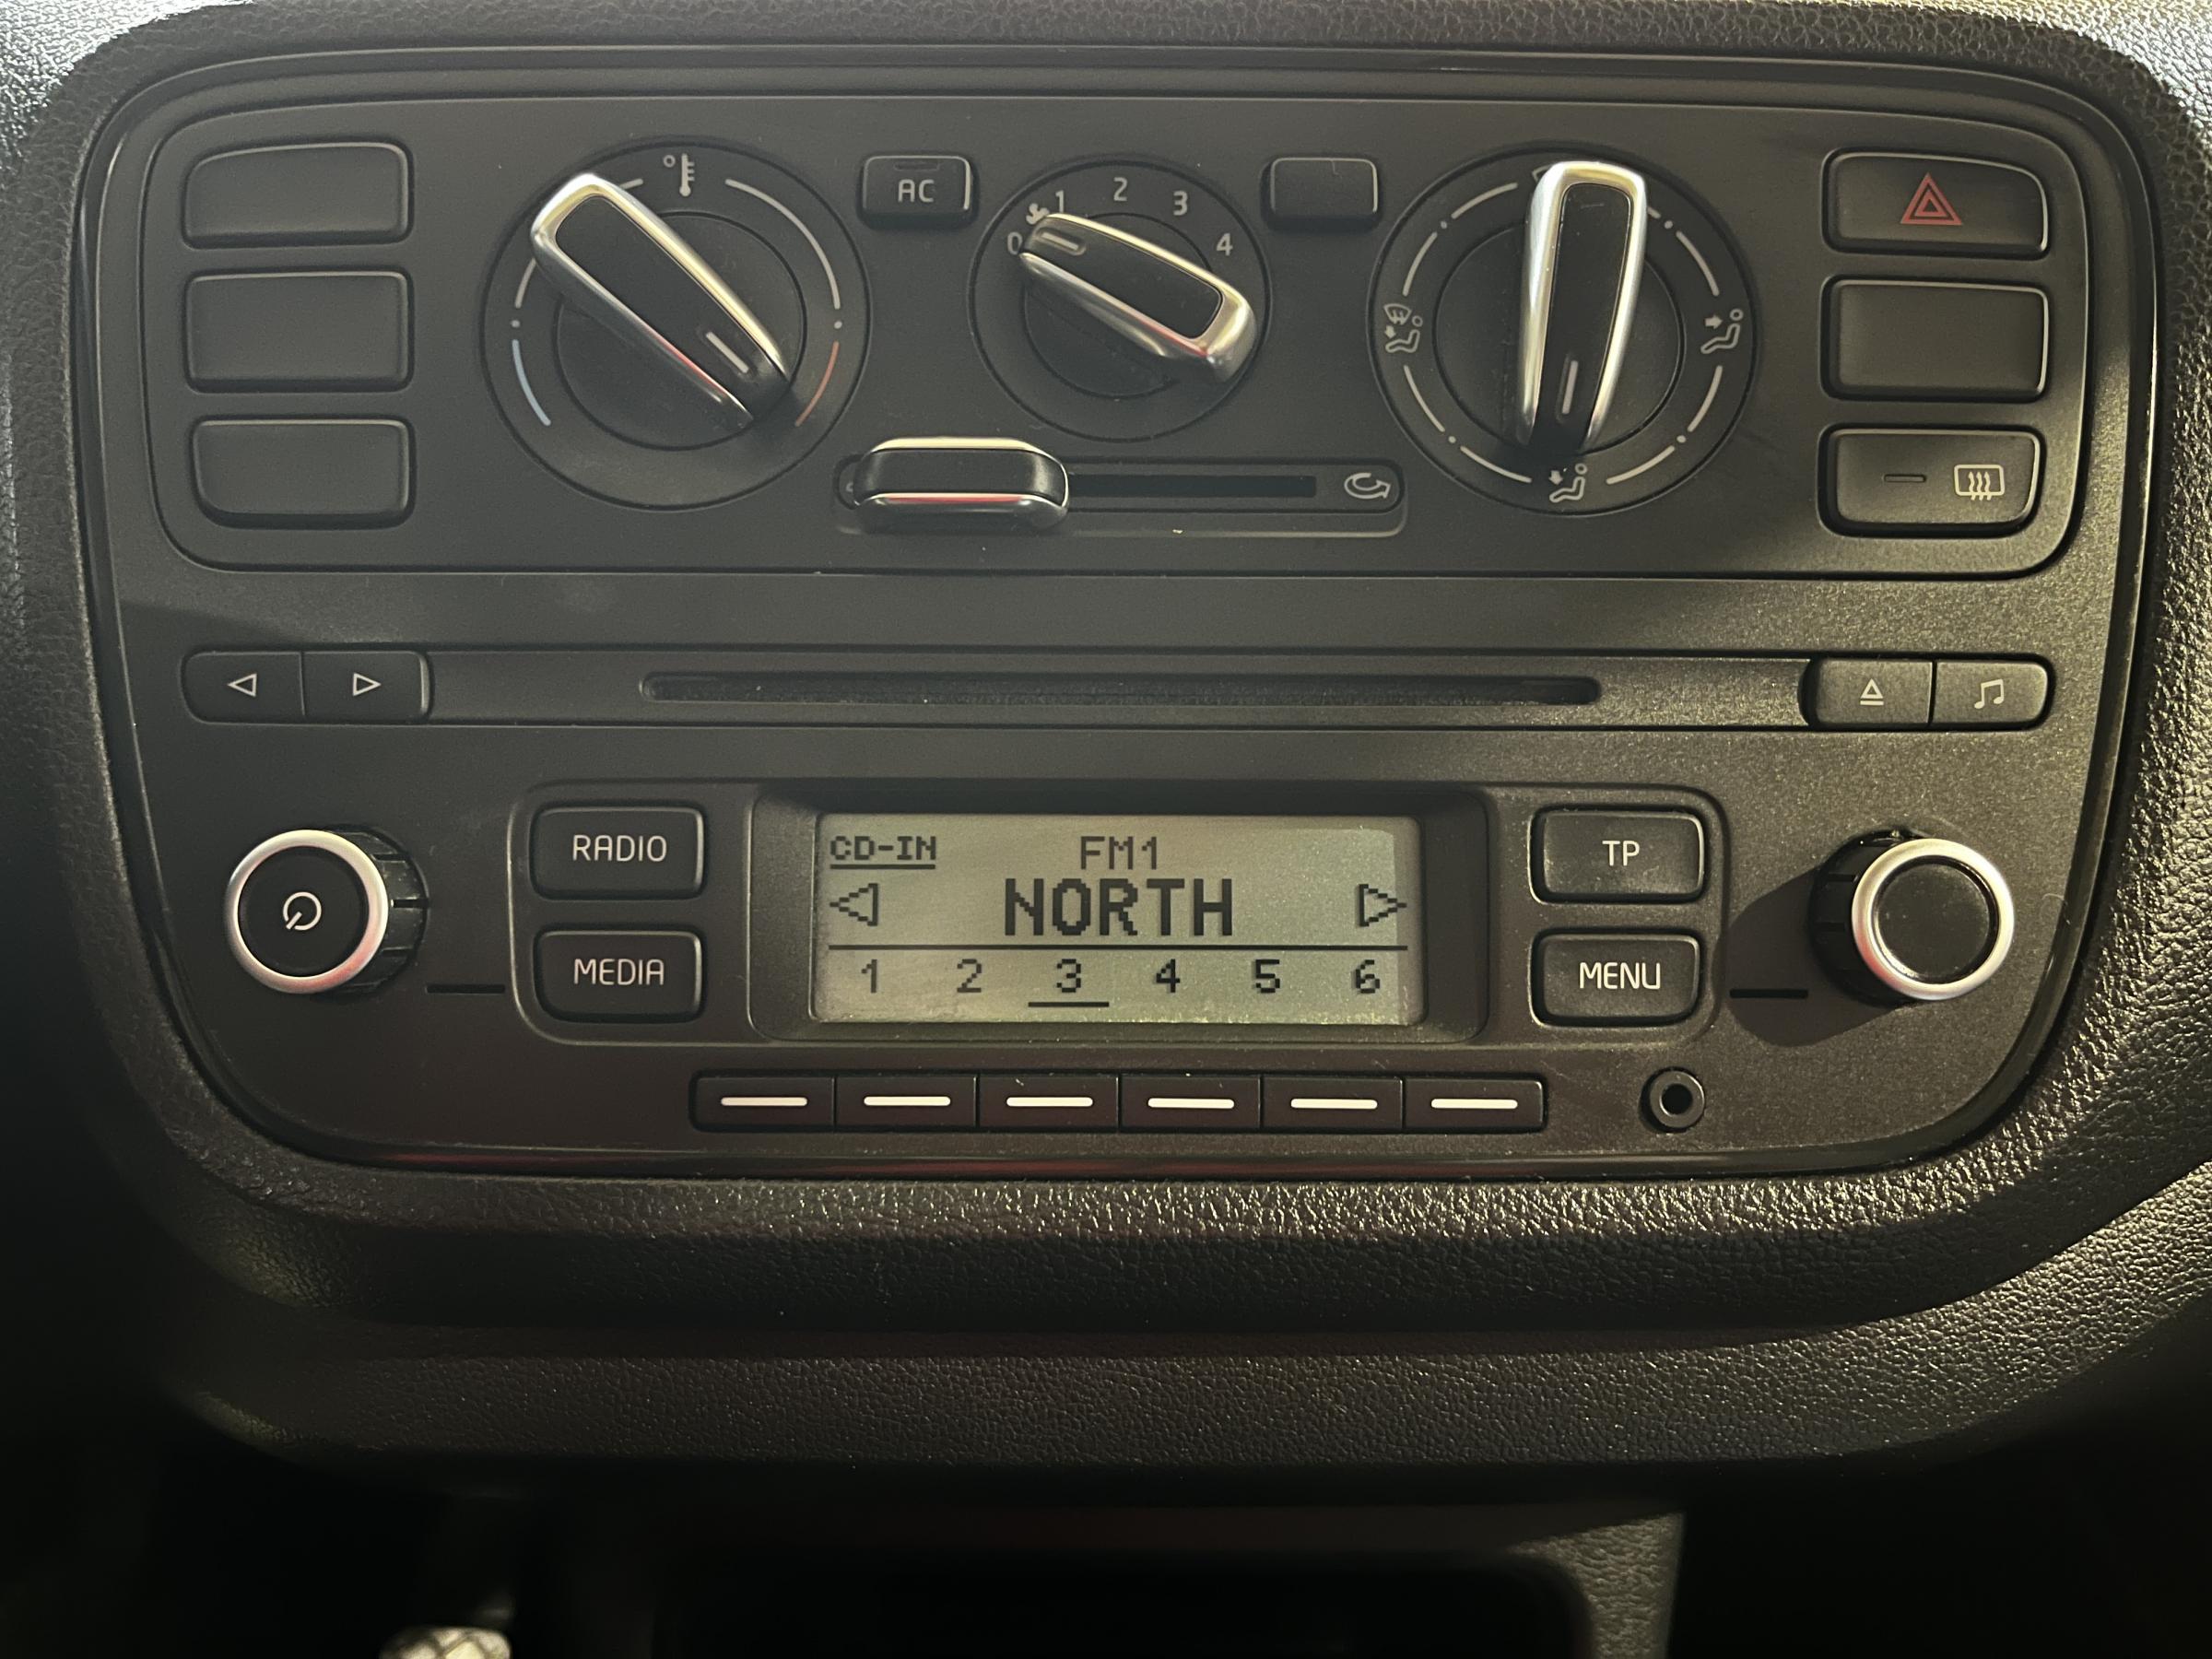 AC
0 1 2 3 4
RADIO
MEDIA
CD-IN FM1
NORTH
1 2 3 4 5 6
TP
MENU